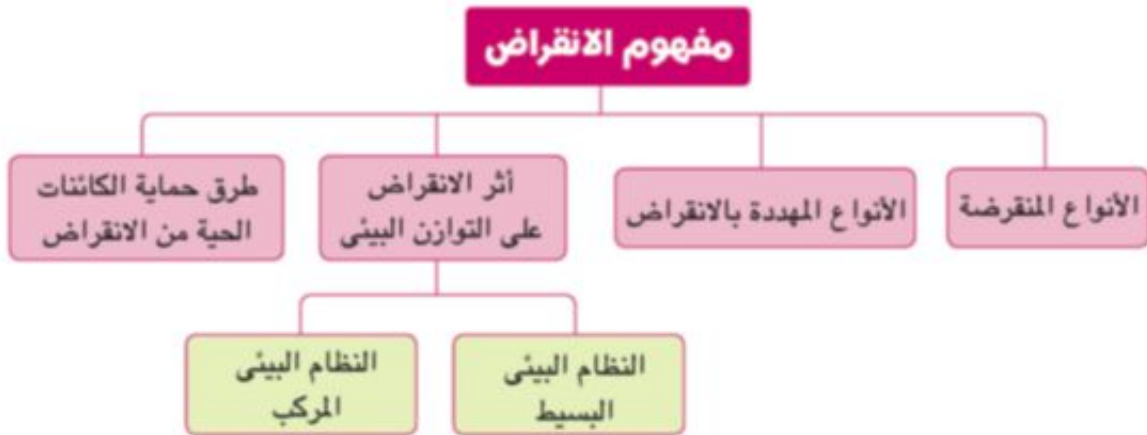 مفهوم الانقراض
الأنواع المنقرضة
الأنواع المهددة بالانقراض
أثر الانقراض
على التوازن البيئى
طرق حماية الكائنات
الحية من الانقراض
النظام البيئى
البسيط
النظام البيئى
المركب